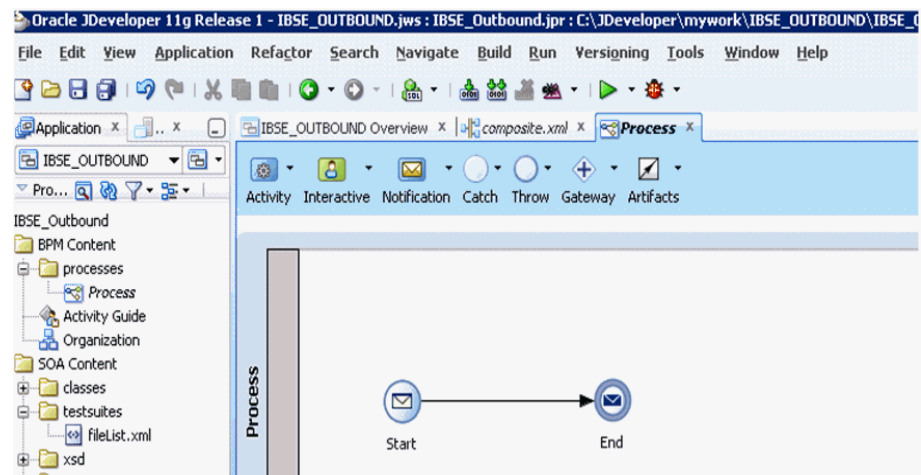 Oracle JDeveloper 11g Release 1 - IBSE_OUTBOUND.jws : IBSE_Outbound.jpr : C:\JDeveloper\mywork\IBSE_OUTBOUND\IBSE_
File Edit View Application Refactor Search Navigate Build Run Versioning Tools Window Help
Application x .. x IBSE_OUTBOUND Overview x composite.xml x Process x
IBSE_OUTBOUND
Activity Interactive Notification Catch Throw Gateway Artifacts
Pro...
IBSE_Outbound
BPM Content
processes
Process
Activity Guide
Organization
SOA Content
classes
testsuites
fileList.xml
xsd
Process
Start
End